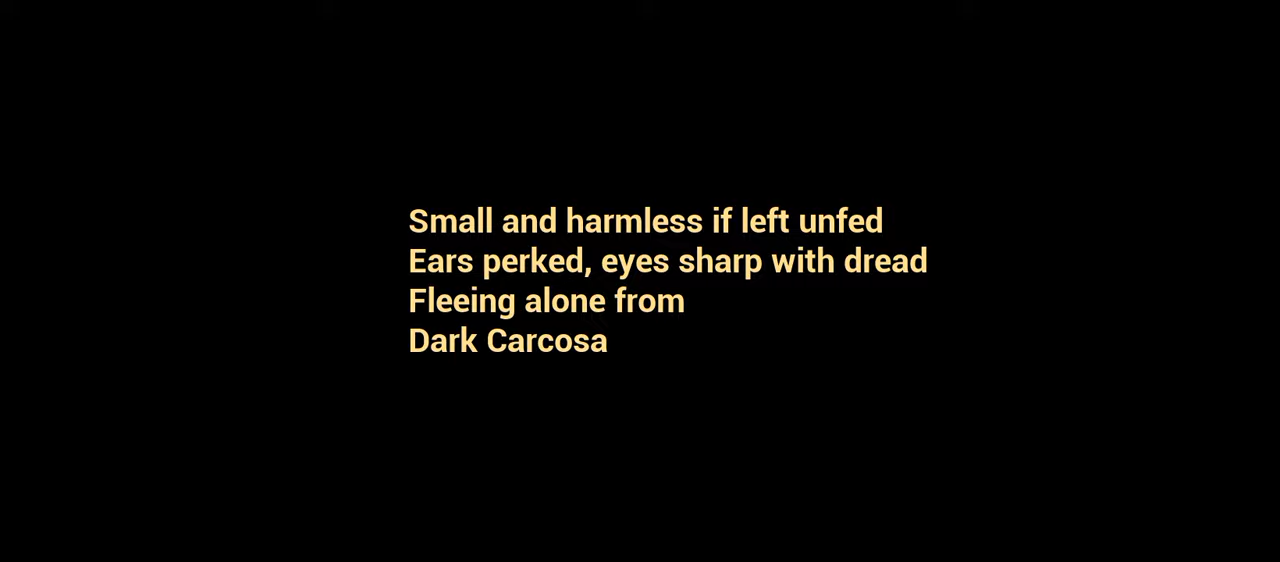 Small and harmless if left unfed
Ears perked, eyes sharp with dread
Fleeing alone from
Dark Carcosa